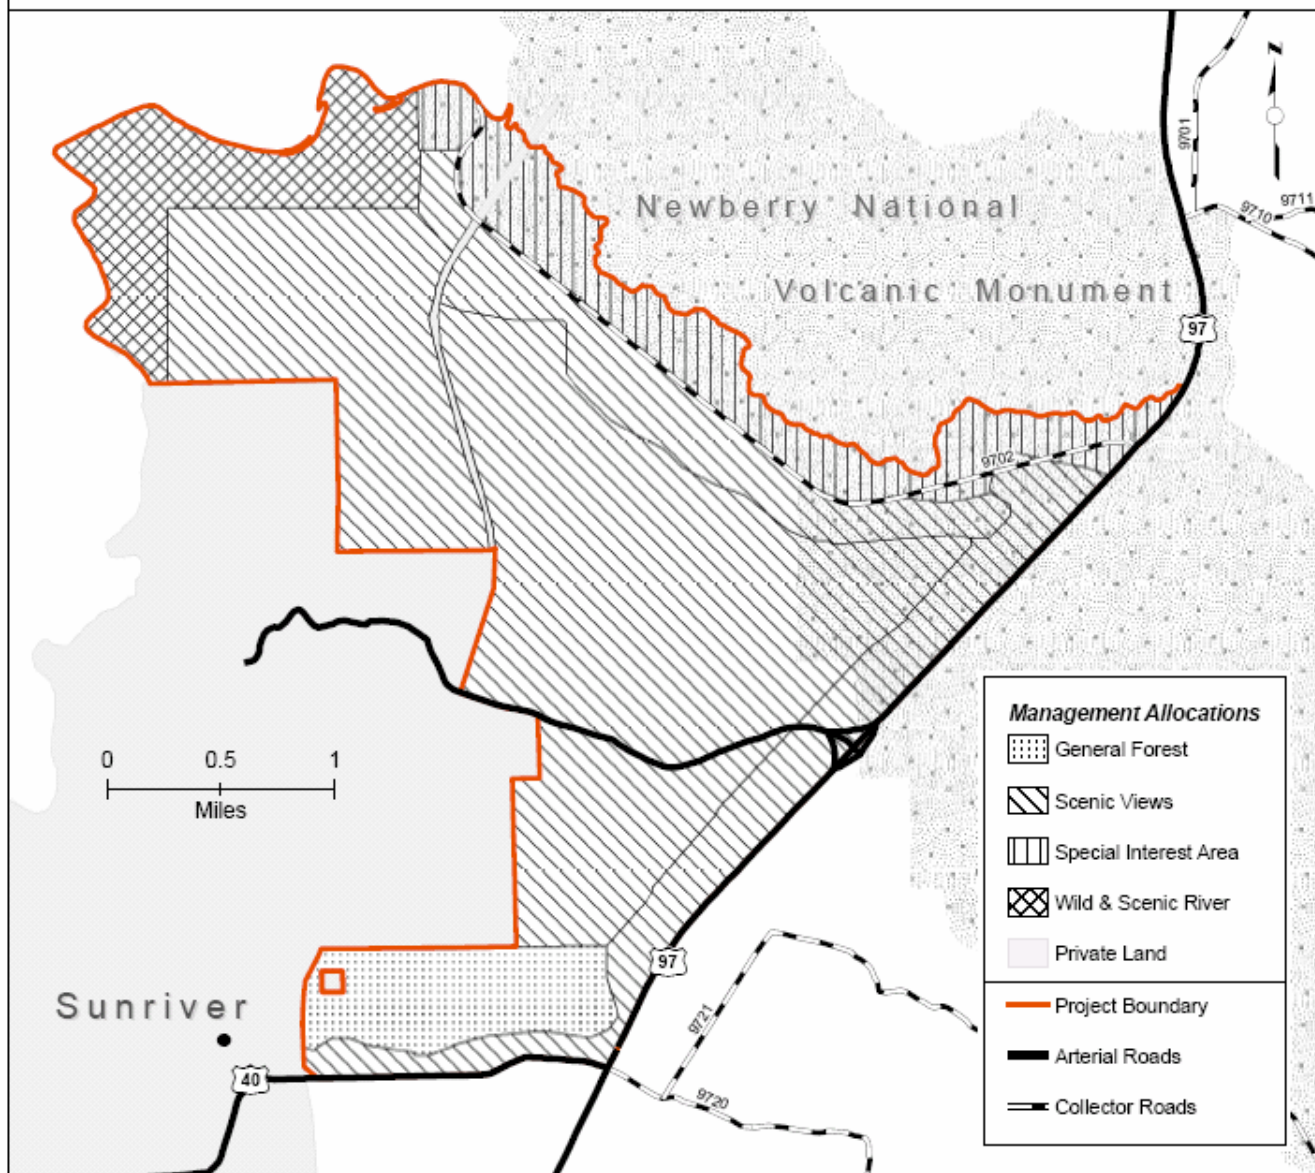 N
9701
9710
9711
Newberry National
Volcanic Monument
97
9702
0 0.5 1
Miles
Management Allocations
General Forest
Scenic Views
Special Interest Area
Wild & Scenic River
Private Land
Project Boundary
Arterial Roads
Collector Roads
97
Sunriver
9721
40
9720